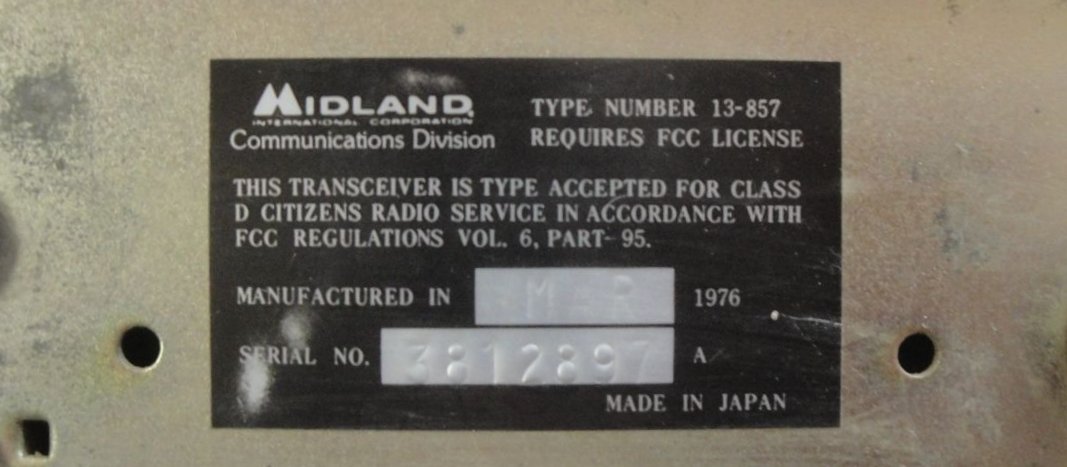 MIDLAND
INTERNATIONAL CORPORATION
Communications Division
TYPE NUMBER 13-857
REQUIRES FCC LICENSE
THIS TRANSCEIVER IS TYPE ACCEPTED FOR CLASS
D CITIZENS RADIO SERVICE IN ACCORDANCE WITH
FCC REGULATIONS VOL. 6, PART 95.
MANUFACTURED IN MAR 1976
SERIAL NO. 3812897 A
MADE IN JAPAN